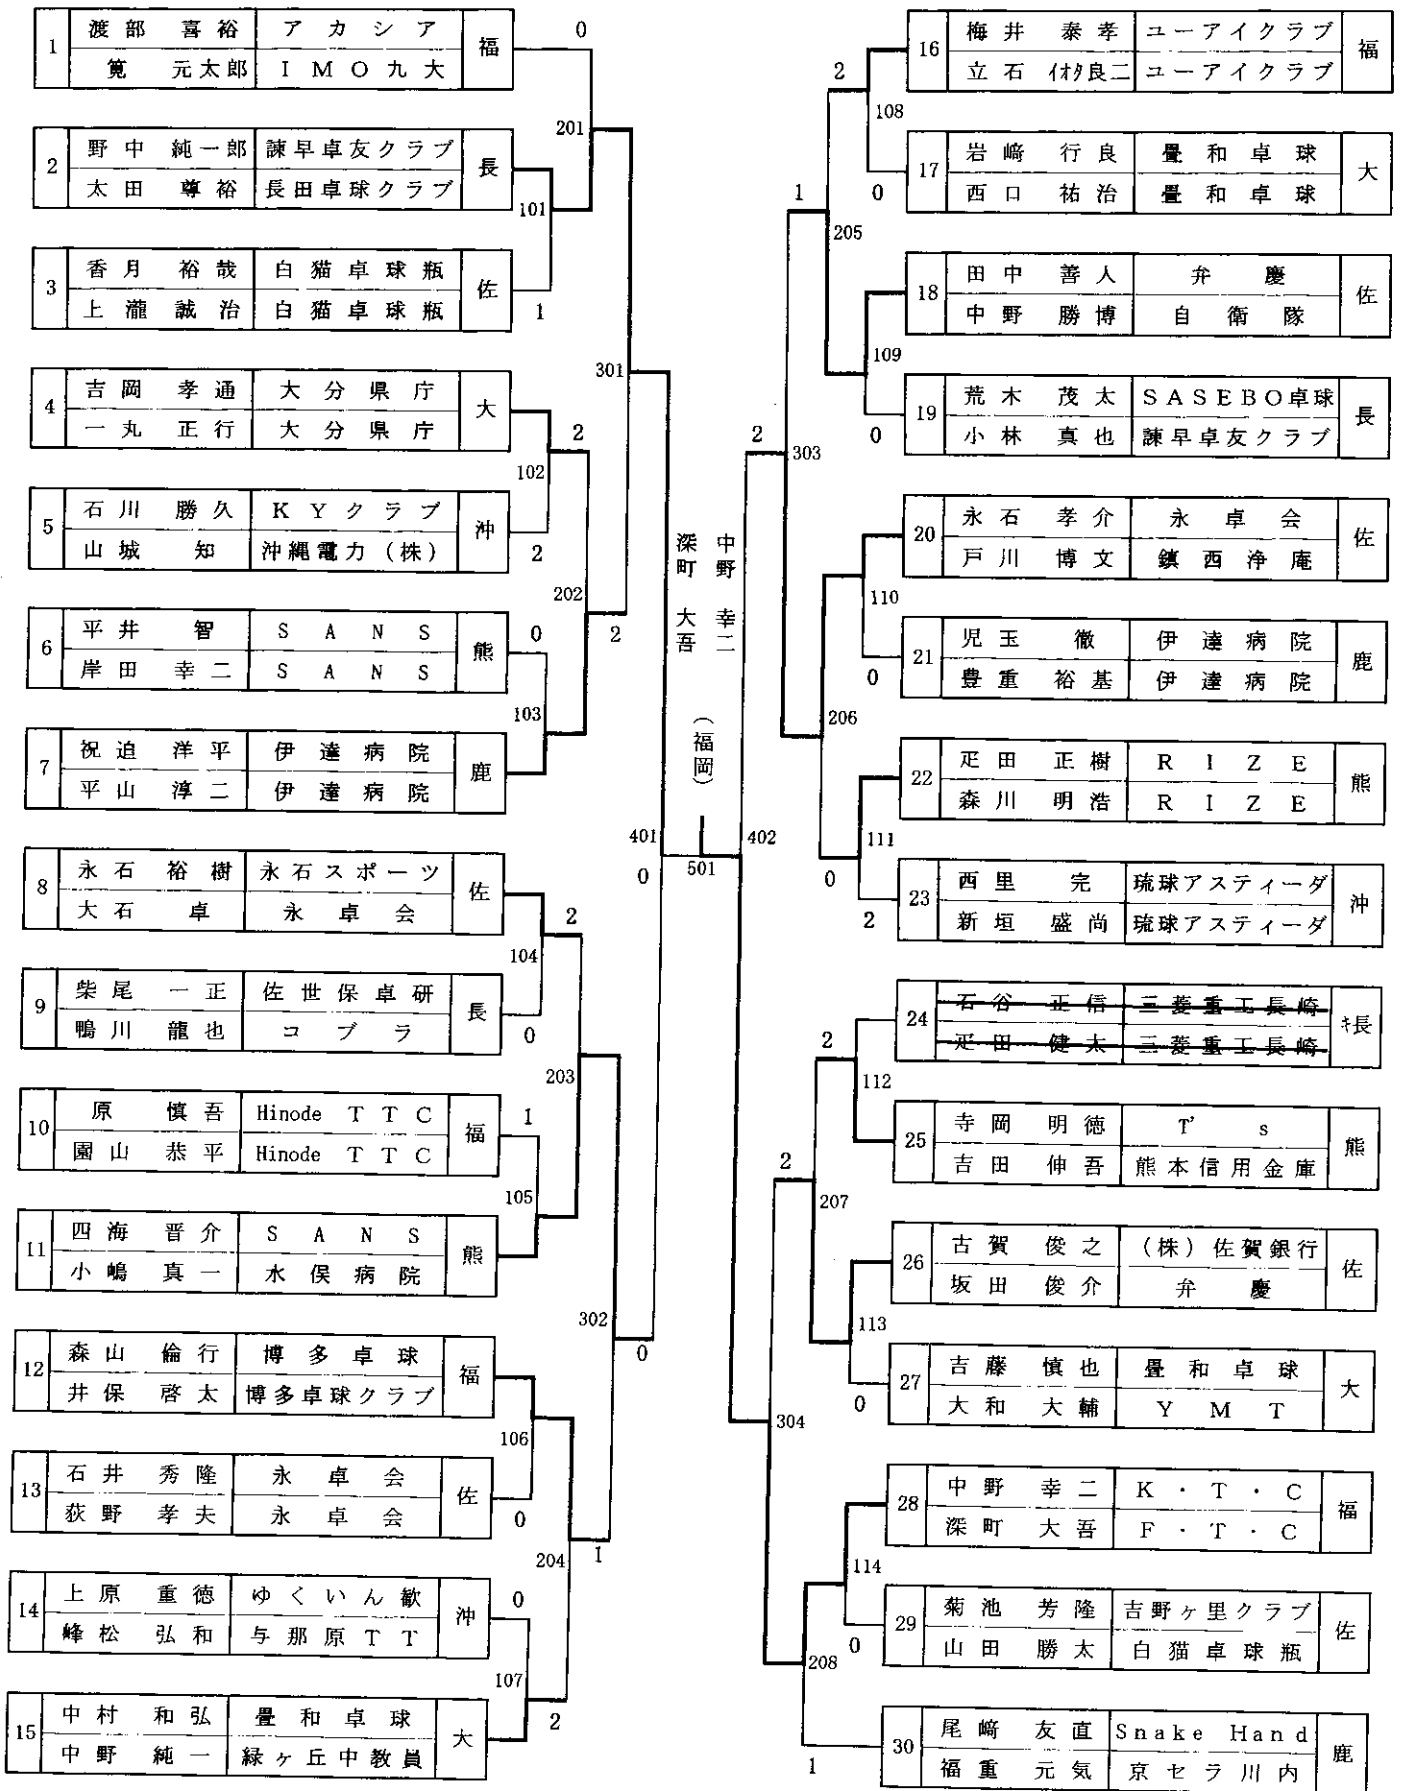 1 渡部 喜裕 アカシア 福 0
筧 元太郎 IMO九大
201
2 野中 純一郎 諫早卓友クラブ 長
太田 尊裕 長田卓球クラブ
101
3 香月 裕哉 白猫卓球瓶 佐
上瀧 誠治 白猫卓球瓶 1
301
4 吉岡 孝通 大分県庁 大
一丸 正行 大分県庁 2
102
5 石川 勝久 KYクラブ 沖
山城 知 沖縄電力(株) 2
202
6 平井 智 SANS 熊 0 2
岸田 幸二 SANS
103
7 祝迫 洋平 伊達病院 鹿
平山 淳二 伊達病院
401
0
8 永石 裕樹 永石スポーツ 佐
大石 卓 永卓会 2
104
9 柴尾 一正 佐世保卓研 長
鴨川 龍也 コブラ 0
203
10 原 慎吾 Hinode TTC 福 1
園山 恭平 Hinode TTC
105
11 四海 晋介 SANS 熊
小嶋 真一 水俣病院
302
0
12 森山 倫行 博多卓球 福
井保 啓太 博多卓球クラブ
106
13 石井 秀隆 永卓会 佐
荻野 孝夫 永卓会 0
204 1
14 上原 重徳 ゆくいん歓 沖 0
峰松 弘和 与那原TT
107
2
15 中村 和弘 畳和卓球 大
中野 純一 緑ヶ丘中教員
中野 幸二
深町 大吾
(福岡)
501
16 梅井 泰孝 ユーアイクラブ 福
立石 イオタ良二 ユーアイクラブ
2
108
17 岩﨑 行良 畳和卓球 大
西口 祐治 畳和卓球
0
1
205
18 田中 善人 弁慶 佐
中野 勝博 自衛隊
109
19 荒木 茂太 SASEBO卓球 長
小林 真也 諫早卓友クラブ
0
2
303
20 永石 孝介 永卓会 佐
戸川 博文 鎮西浄庵
110
21 児玉 徹 伊達病院 鹿
豊重 裕基 伊達病院
0
206
22 疋田 正樹 RIZE 熊
森川 明浩 RIZE
111
0
23 西里 完 琉球アスティーダ 沖
新垣 盛尚 琉球アスティーダ
2
402
24 石谷 正信 三菱重工長崎 キ長
疋田 健太 三菱重工長崎
2
112
25 寺岡 明徳 T's 熊
吉田 伸吾 熊本信用金庫
2
207
26 古賀 俊之 (株)佐賀銀行 佐
坂田 俊介 弁慶
113
27 吉藤 慎也 畳和卓球 大
大和 大輔 YMT
0
304
28 中野 幸二 K・T・C 福
深町 大吾 F・T・C
114
29 菊池 芳隆 吉野ヶ里クラブ 佐
山田 勝太 白猫卓球瓶
0
208
30 尾﨑 友直 Snake Hand 鹿
福重 元気 京セラ川内
1